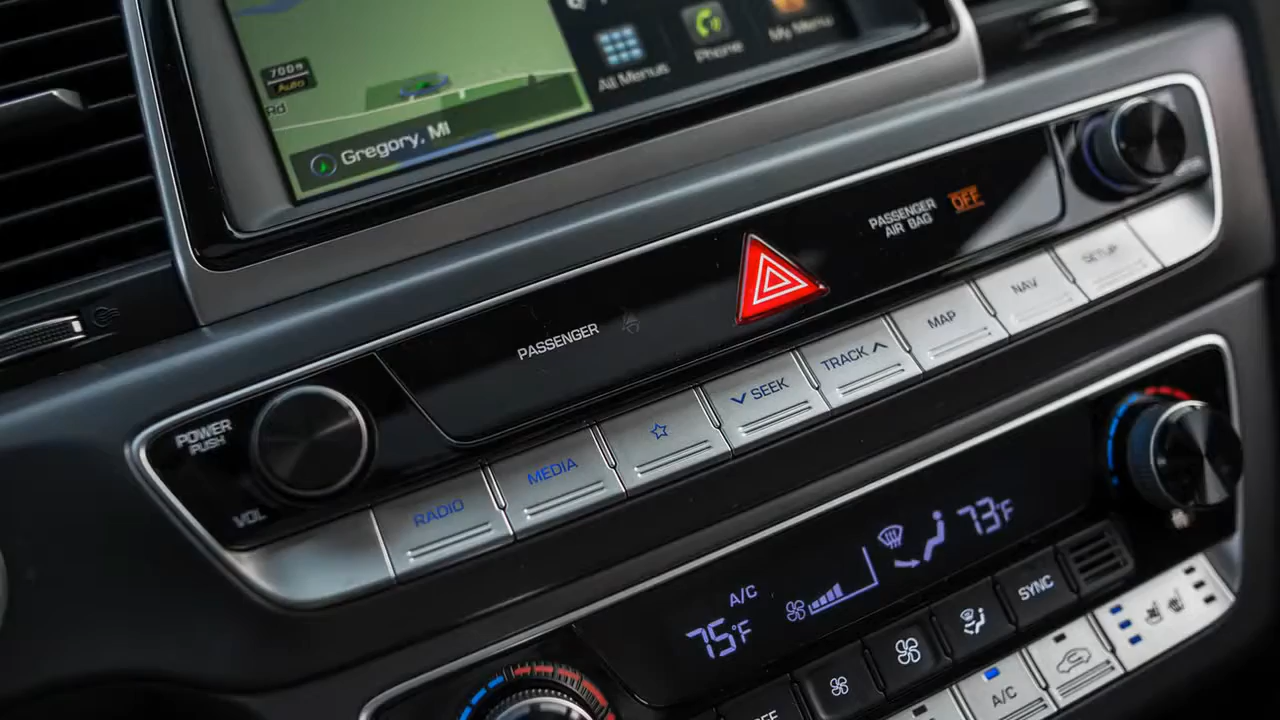 700ft
Auto
Rd
Gregory, MI
All Menus
Phone
My Menu
PASSENGER
AIR BAG
OFF
PASSENGER
POWER
PUSH
VOL
RADIO
MEDIA
SEEK
TRACK
MAP
NAV
SETUP
75°F
A/C
73°F
SYNC
A/C